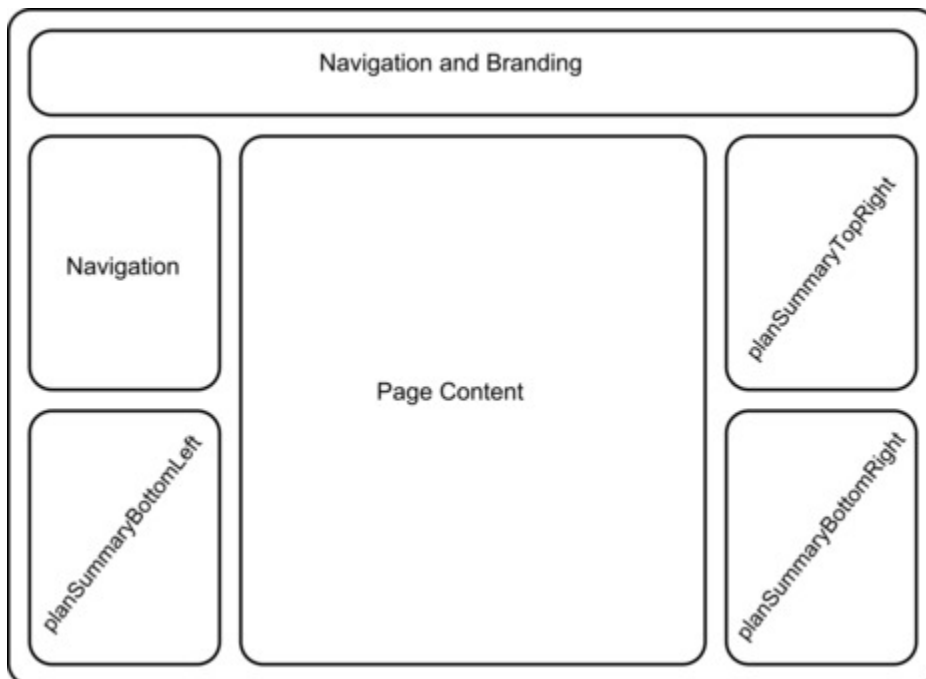 Navigation and Branding
Navigation
planSummaryTopRight
Page Content
planSummaryBottomLeft
planSummaryBottomRight